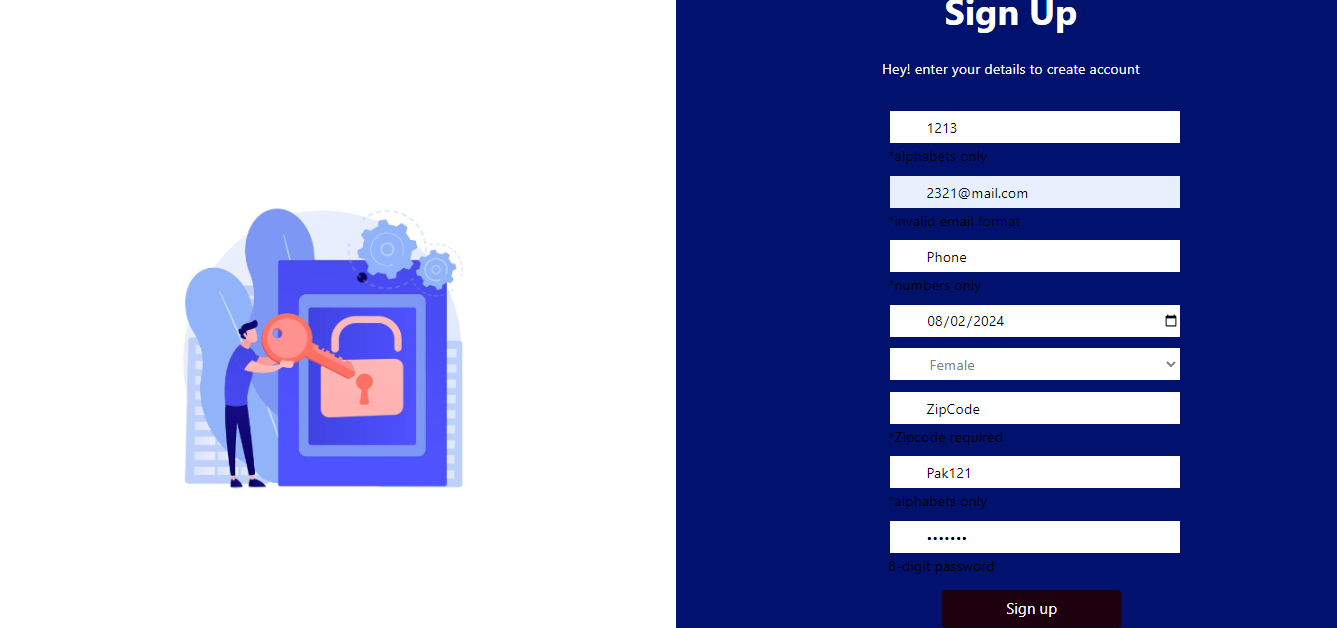 Sign Up
Hey! enter your details to create account
1213
*alphabets only
2321@mail.com
*invalid email format
Phone
*numbers only
08/02/2024
Female
ZipCode
*Zipcode required
Pak121
*alphabets only
•••••••
8-digit password
Sign up